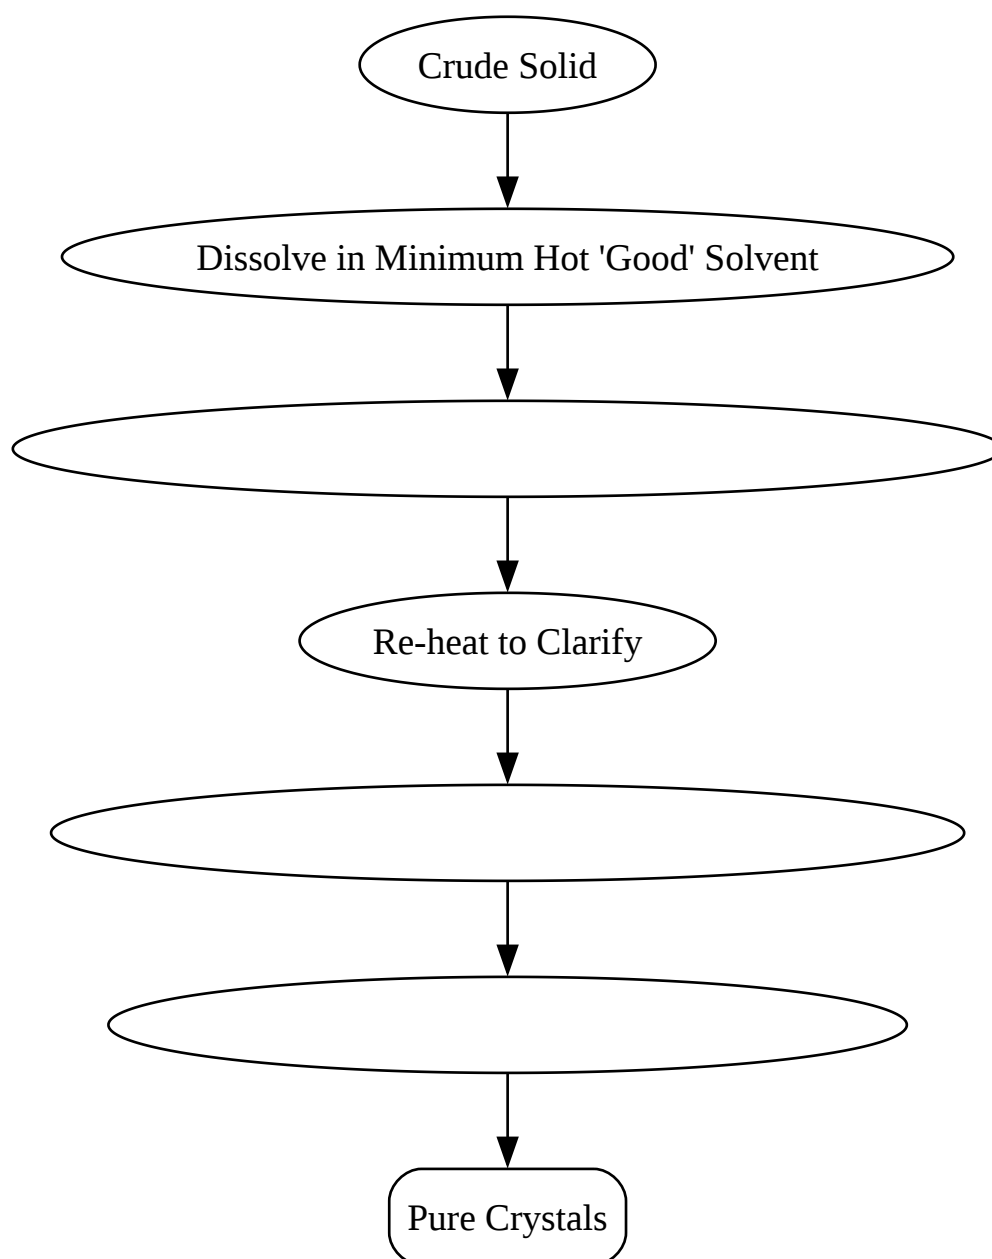 Crude Solid
Dissolve in Minimum Hot 'Good' Solvent
Re-heat to Clarify
Pure Crystals